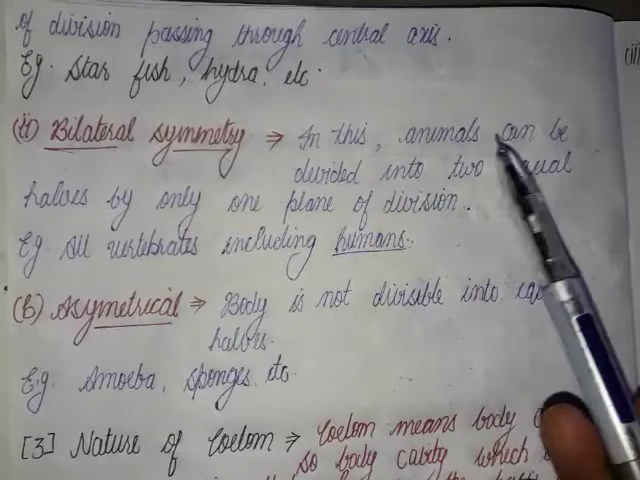 of division passing through central axis.
Eg. Star fish, hydra, etc.
(ii) Bilateral symmetry ⇒ In this, animals can be
divided into two
halves by only one plane of division.
Eg All vertebrates including humans.
(b) Asymetrical ⇒ Body is not divisible into
halves.
E.g. Amoeba, sponges etc.
[3] Nature of Coelom ⇒ Coelom means body
so body cavity which